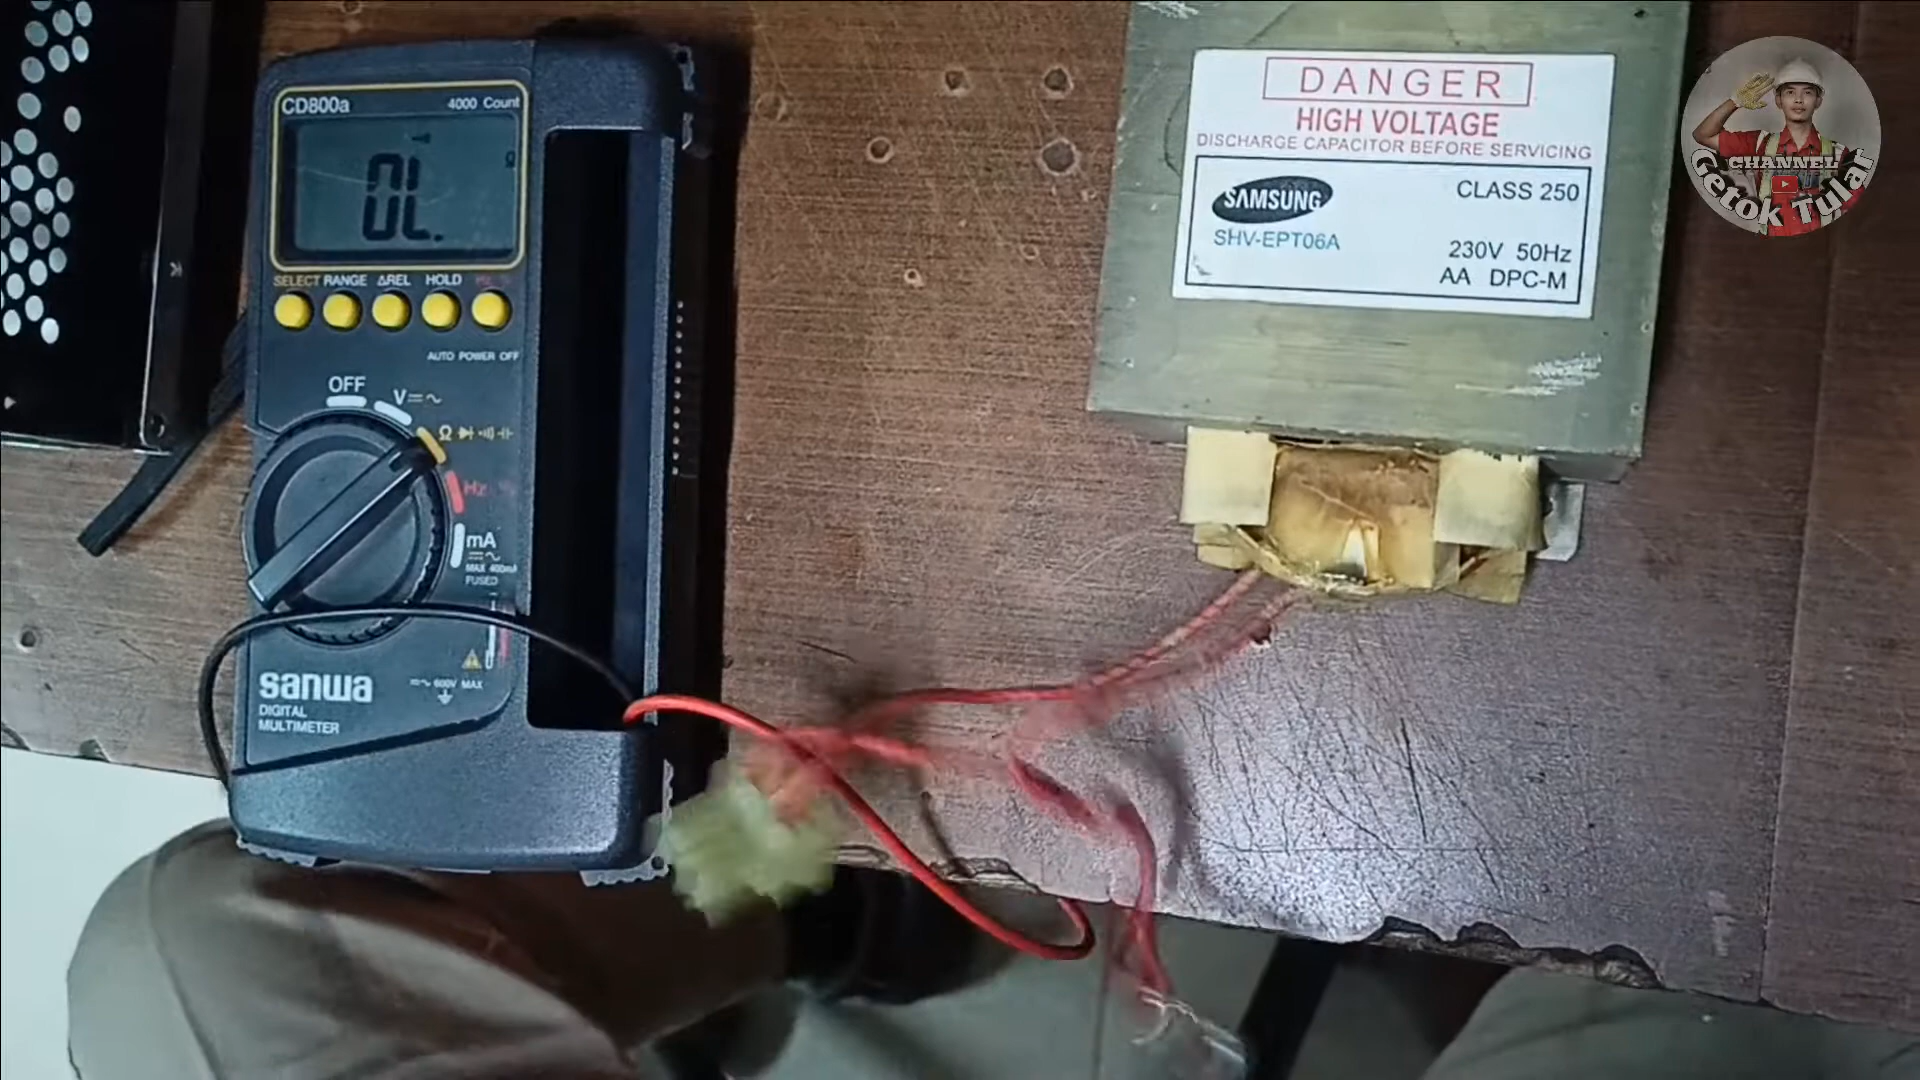 CD800a
4000 Count
OL.
Ω
SELECT RANGE ΔREL HOLD
AUTO POWER OFF
OFF
V
Ω
Hz
mA
MAX 400mA
FUSED
600V MAX
sanwa
DIGITAL
MULTIMETER
DANGER
HIGH VOLTAGE
DISCHARGE CAPACITOR BEFORE SERVICING
SAMSUNG
CLASS 250
SHV-EPT06A
230V 50Hz
AA DPC-M
CHANNEL
Getok Tular